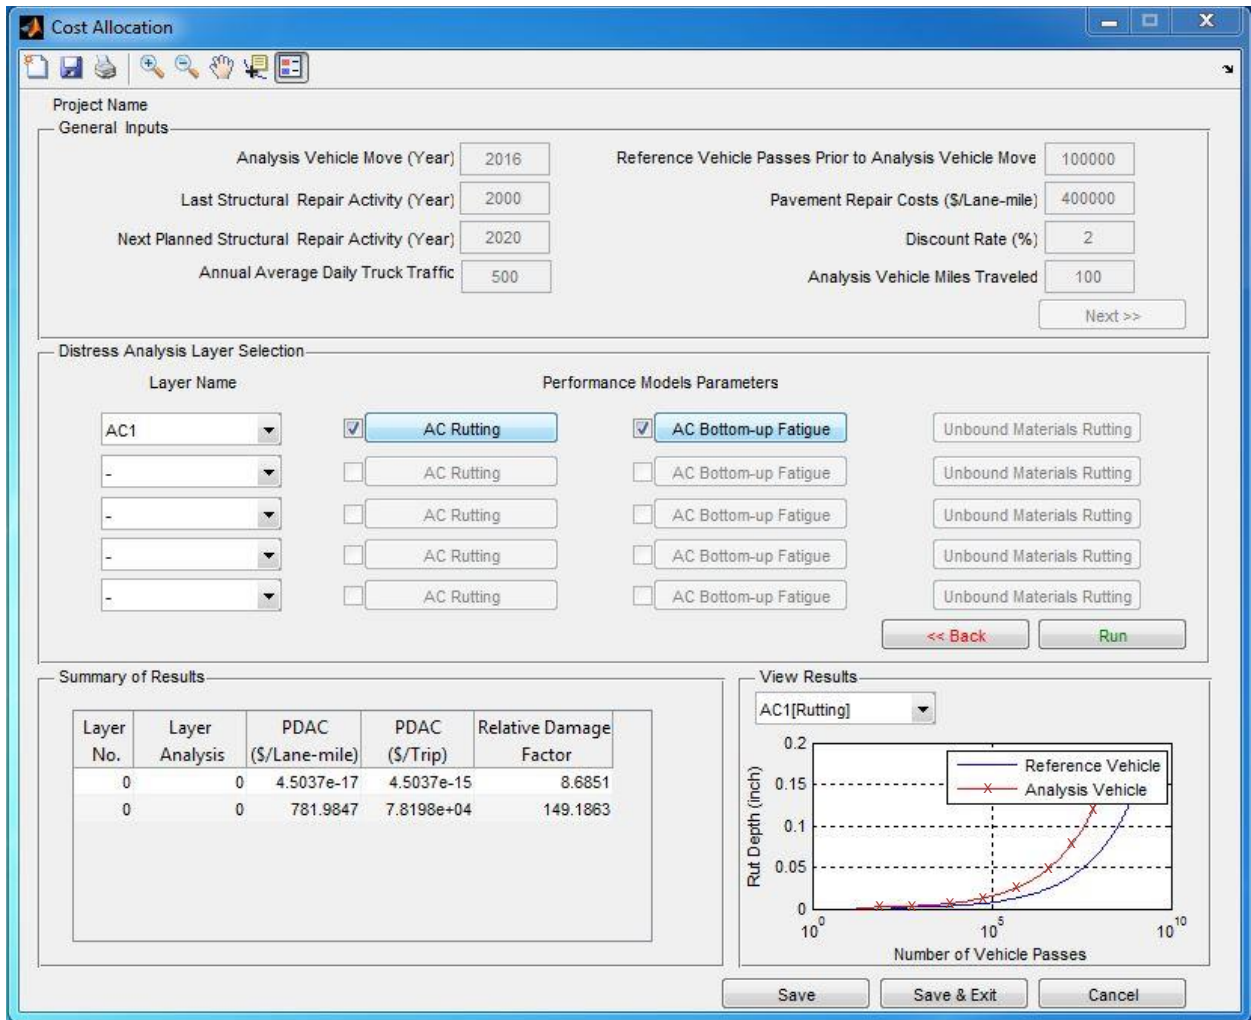 Cost Allocation
Project Name
General Inputs
Analysis Vehicle Move (Year) 2016 Reference Vehicle Passes Prior to Analysis Vehicle Move 100000
Last Structural Repair Activity (Year) 2000 Pavement Repair Costs ($/Lane-mile) 400000
Next Planned Structural Repair Activity (Year) 2020 Discount Rate (%) 2
Annual Average Daily Truck Traffic 500 Analysis Vehicle Miles Traveled 100
Next >>
Distress Analysis Layer Selection
Layer Name Performance Models Parameters
AC1 AC Rutting AC Bottom-up Fatigue Unbound Materials Rutting
- AC Rutting AC Bottom-up Fatigue Unbound Materials Rutting
- AC Rutting AC Bottom-up Fatigue Unbound Materials Rutting
- AC Rutting AC Bottom-up Fatigue Unbound Materials Rutting
- AC Rutting AC Bottom-up Fatigue Unbound Materials Rutting
<< Back Run
Summary of Results
Layer Layer PDAC PDAC Relative Damage
No. Analysis ($/Lane-mile) ($/Trip) Factor
0 0 4.5037e-17 4.5037e-15 8.6851
0 0 781.9847 7.8198e+04 149.1863
View Results
AC1[Rutting]
Rut Depth (inch)
0.2
0.15
0.1
0.05
0
Reference Vehicle
Analysis Vehicle
10^0 10^5 10^10
Number of Vehicle Passes
Save Save & Exit Cancel